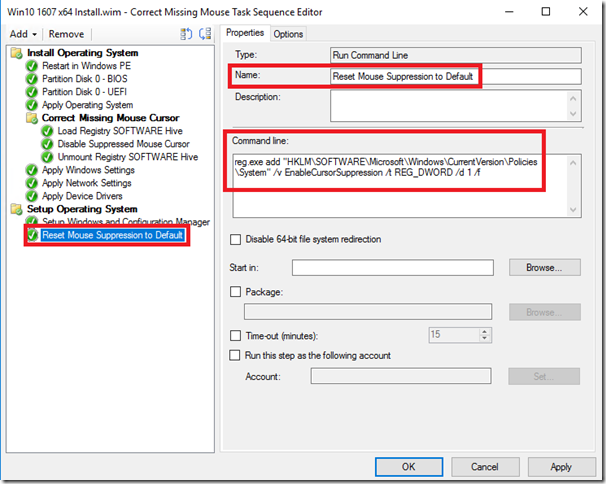 Win10 1607 x64 Install.wim - Correct Missing Mouse Task Sequence Editor
Add Remove
Install Operating System
Restart in Windows PE
Partition Disk 0 - BIOS
Partition Disk 0 - UEFI
Apply Operating System
Correct Missing Mouse Cursor
Load Registry SOFTWARE Hive
Disable Suppressed Mouse Cursor
Unmount Registry SOFTWARE Hive
Apply Windows Settings
Apply Network Settings
Apply Device Drivers
Setup Operating System
Setup Windows and Configuration Manager
Reset Mouse Suppression to Default
Properties Options
Type: Run Command Line
Name: Reset Mouse Suppression to Default
Description:
Command line:
reg.exe add "HKLM\SOFTWARE\Microsoft\Windows\CurrentVersion\Policies
\System" /v EnableCursorSuppression /t REG_DWORD /d 1 /f
Disable 64-bit file system redirection
Start in: Browse...
Package:
Browse...
Time-out (minutes): 15
Run this step as the following account
Account: Set...
OK Cancel Apply